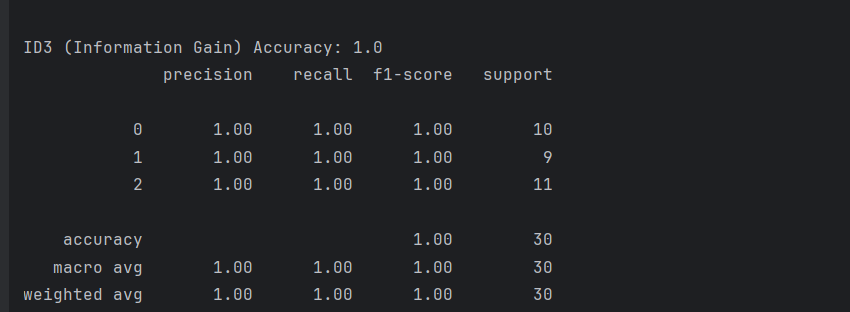 ID3 (Information Gain) Accuracy: 1.0
precision recall f1-score support
0 1.00 1.00 1.00 10
1 1.00 1.00 1.00 9
2 1.00 1.00 1.00 11
accuracy 1.00 30
macro avg 1.00 1.00 1.00 30
weighted avg 1.00 1.00 1.00 30